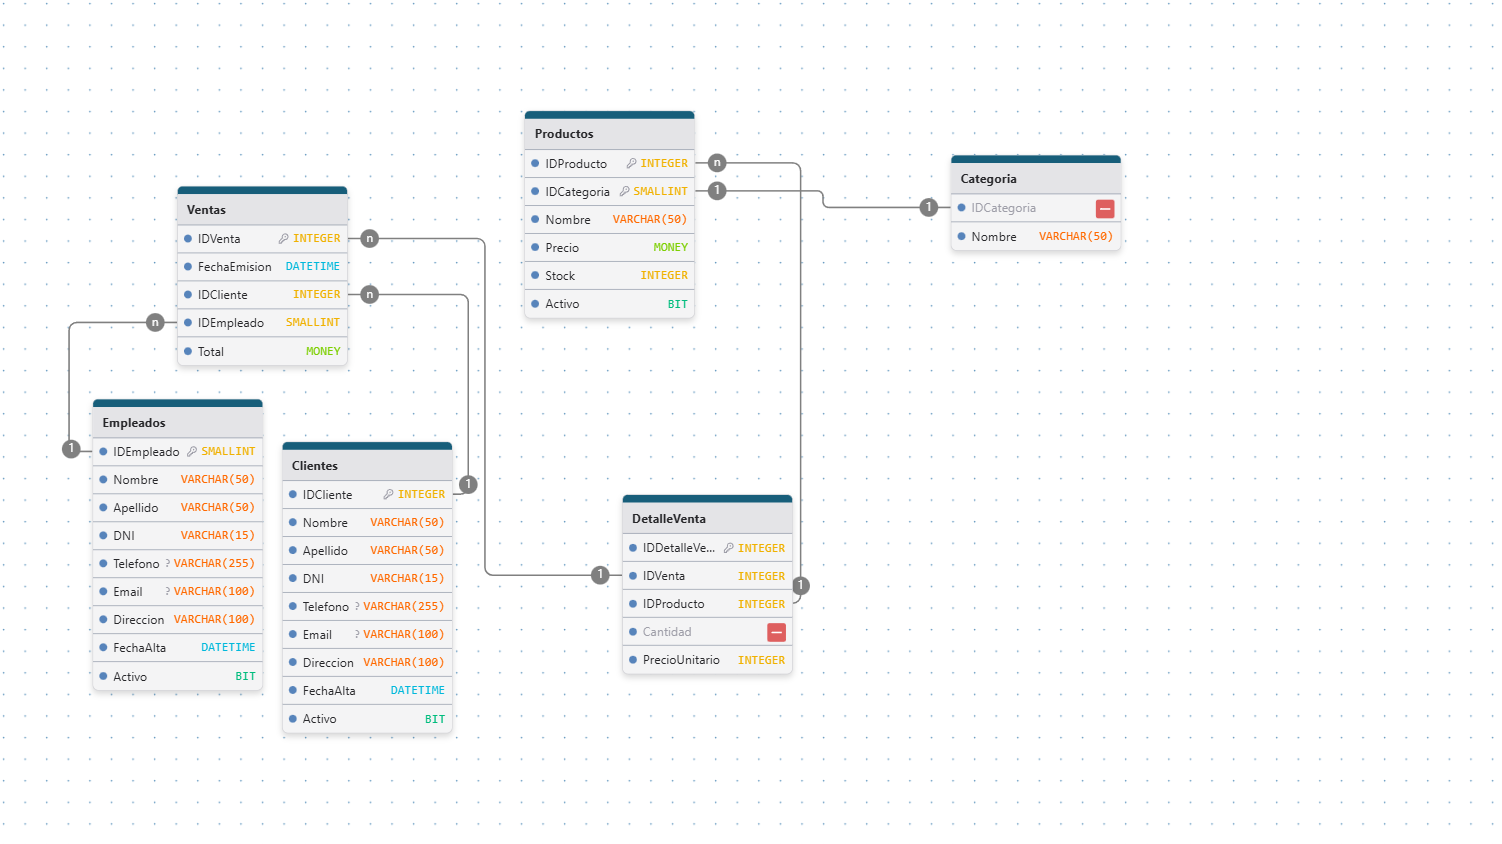 Productos
IDProducto INTEGER n
IDCategoria SMALLINT 1
Nombre VARCHAR(50)
Precio MONEY
Stock INTEGER
Activo BIT
Categoria
1 IDCategoria
Nombre VARCHAR(50)
Ventas
IDVenta INTEGER n
FechaEmision DATETIME
IDCliente INTEGER n
n IDEmpleado SMALLINT
Total MONEY
Empleados
1 IDEmpleado SMALLINT
Nombre VARCHAR(50)
Apellido VARCHAR(50)
DNI VARCHAR(15)
Telefono ? VARCHAR(255)
Email ? VARCHAR(100)
Direccion VARCHAR(100)
FechaAlta DATETIME
Activo BIT
Clientes
IDCliente INTEGER 1
Nombre VARCHAR(50)
Apellido VARCHAR(50)
DNI VARCHAR(15)
Telefono ? VARCHAR(255)
Email ? VARCHAR(100)
Direccion VARCHAR(100)
FechaAlta DATETIME
Activo BIT
DetalleVenta
IDDetalleVe... INTEGER
1 IDVenta INTEGER
IDProducto INTEGER 1
Cantidad
PrecioUnitario INTEGER